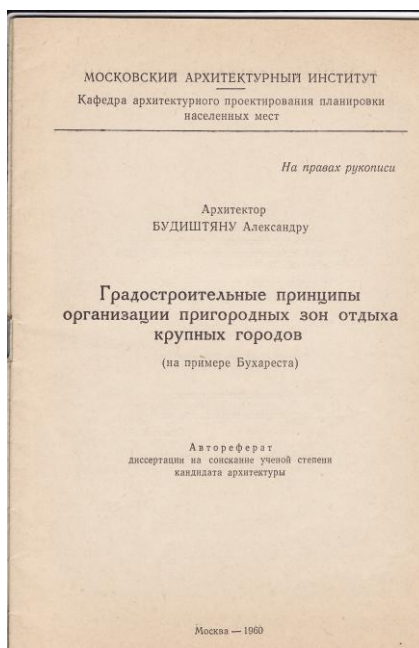 МОСКОВСКИЙ АРХИТЕКТУРНЫЙ ИНСТИТУТ
Кафедра архитектурного проектирования планировки
населенных мест
На правах рукописи
Архитектор
БУДИШТЯНУ Александру
Градостроительные принципы
организации пригородных зон отдыха
крупных городов
(на примере Бухареста)
Автореферат
диссертации на соискание ученой степени
кандидата архитектуры
Москва — 1960